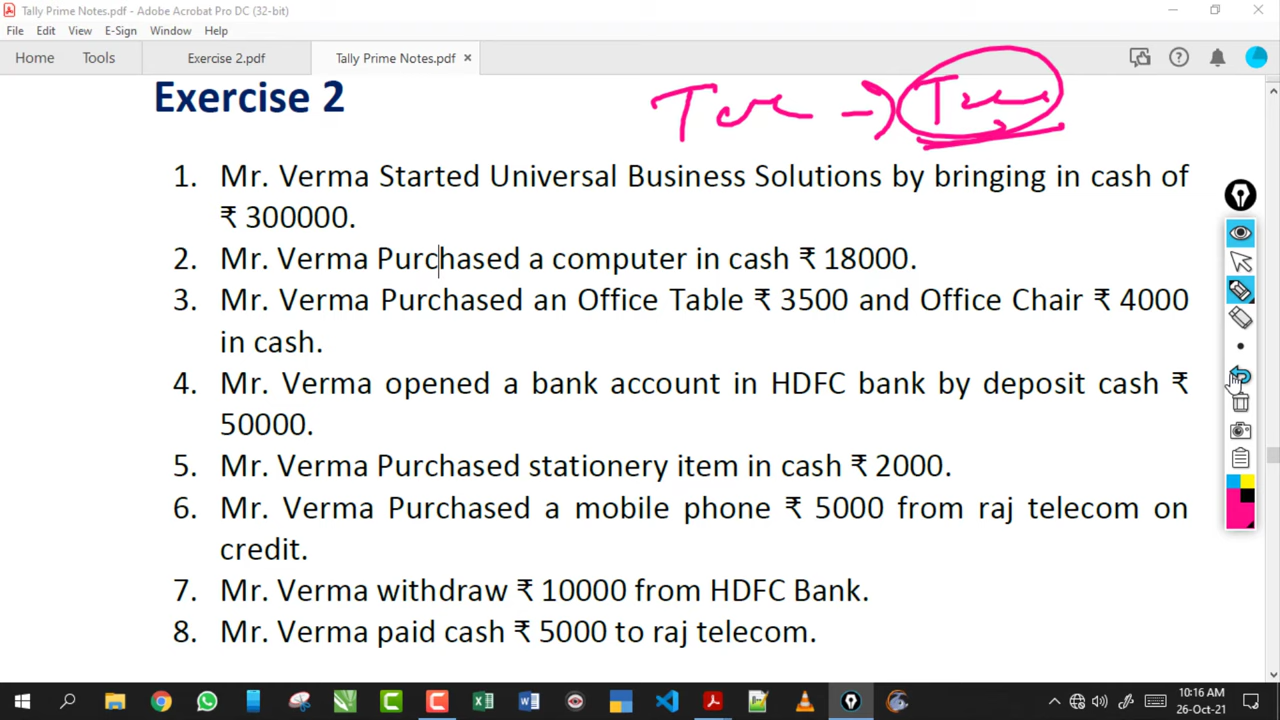 Tally Prime Notes.pdf - Adobe Acrobat Pro DC (32-bit)
File Edit View E-Sign Window Help
Home Tools Exercise 2.pdf Tally Prime Notes.pdf ×
Exercise 2
1. Mr. Verma Started Universal Business Solutions by bringing in cash of
₹ 300000.
2. Mr. Verma Purchased a computer in cash ₹ 18000.
3. Mr. Verma Purchased an Office Table ₹ 3500 and Office Chair ₹ 4000
in cash.
4. Mr. Verma opened a bank account in HDFC bank by deposit cash ₹
50000.
5. Mr. Verma Purchased stationery item in cash ₹ 2000.
6. Mr. Verma Purchased a mobile phone ₹ 5000 from raj telecom on
credit.
7. Mr. Verma withdraw ₹ 10000 from HDFC Bank.
8. Mr. Verma paid cash ₹ 5000 to raj telecom.
10:16 AM
26-Oct-21